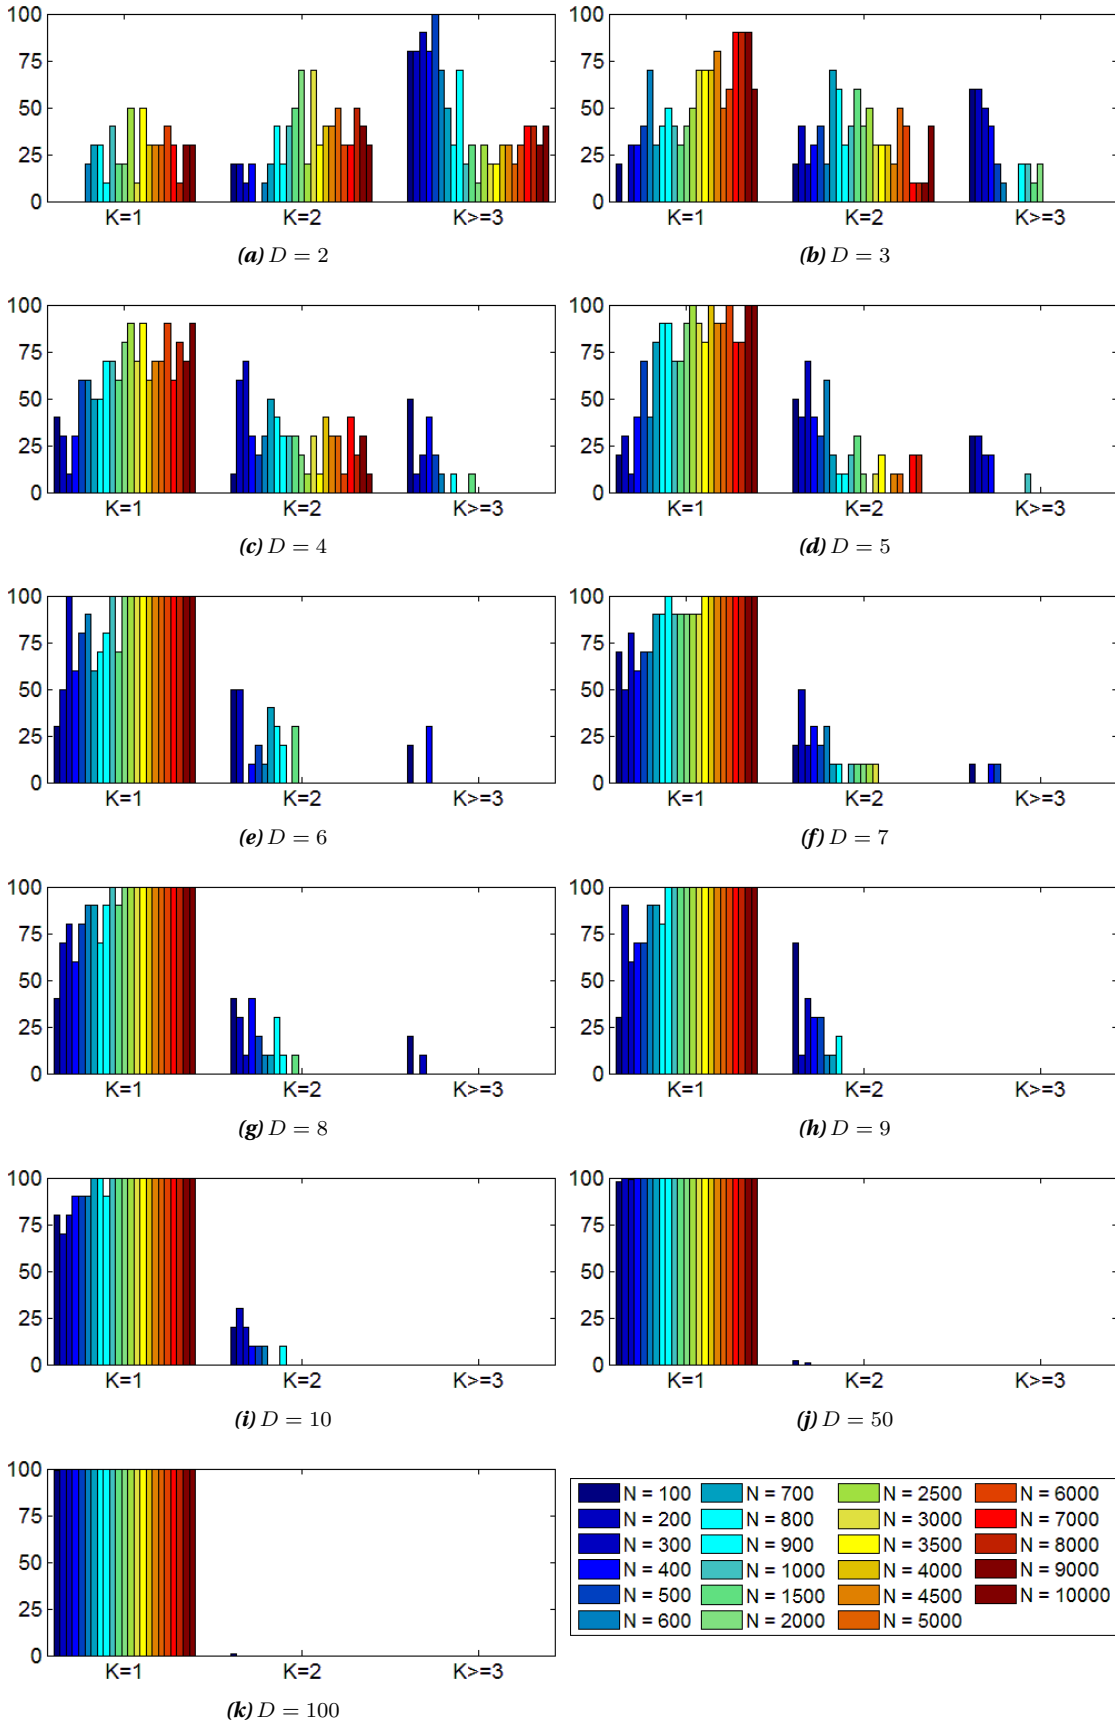 100
75
50
25
0
K=1 K=2 K>=3
(a) D = 2
100
75
50
25
0
K=1 K=2 K>=3
(b) D = 3
100
75
50
25
0
K=1 K=2 K>=3
(c) D = 4
100
75
50
25
0
K=1 K=2 K>=3
(d) D = 5
100
75
50
25
0
K=1 K=2 K>=3
(e) D = 6
100
75
50
25
0
K=1 K=2 K>=3
(f) D = 7
100
75
50
25
0
K=1 K=2 K>=3
(g) D = 8
100
75
50
25
0
K=1 K=2 K>=3
(h) D = 9
100
75
50
25
0
K=1 K=2 K>=3
(i) D = 10
100
75
50
25
0
K=1 K=2 K>=3
(j) D = 50
100
75
50
25
0
K=1 K=2 K>=3
(k) D = 100
N = 100 N = 700 N = 2500 N = 6000
N = 200 N = 800 N = 3000 N = 7000
N = 300 N = 900 N = 3500 N = 8000
N = 400 N = 1000 N = 4000 N = 9000
N = 500 N = 1500 N = 4500 N = 10000
N = 600 N = 2000 N = 5000